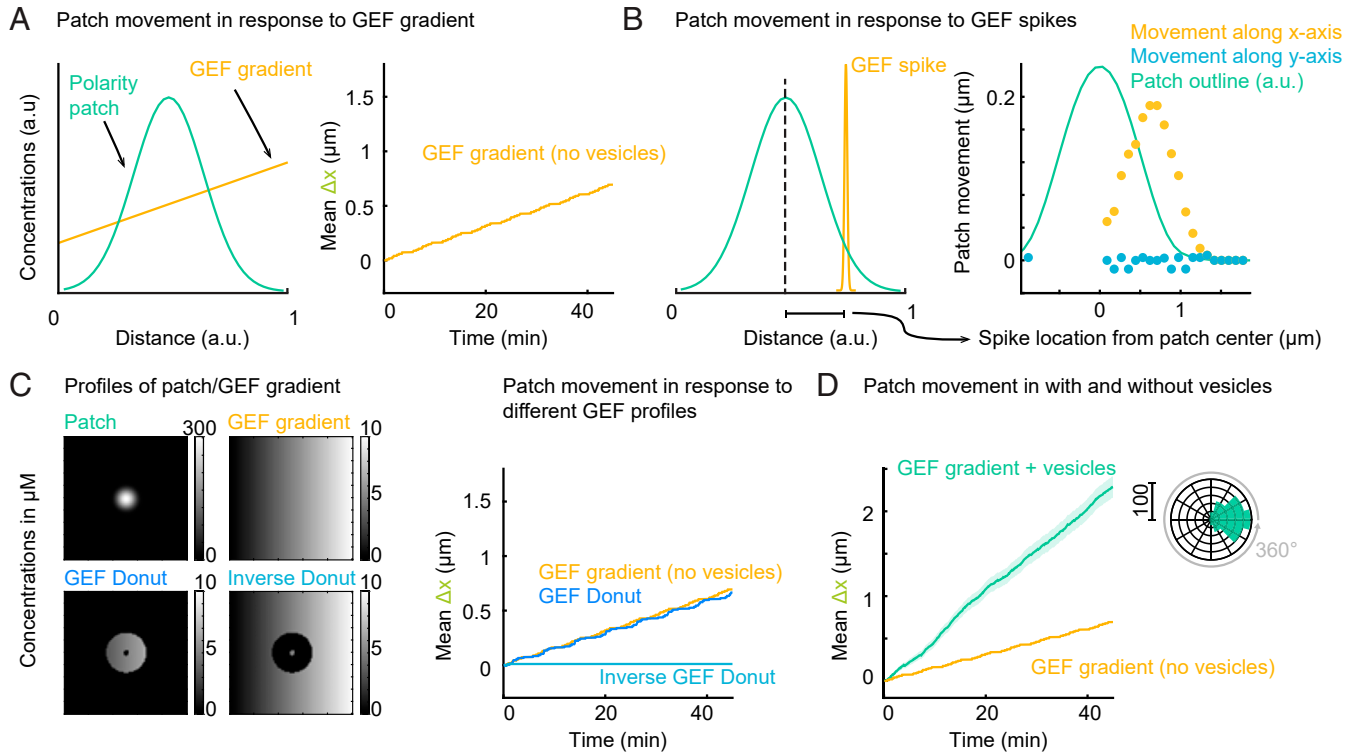 A
Patch movement in response to GEF gradient
Concentrations (a.u)
Polarity
patch
GEF gradient
0
1
Distance (a.u.)
Mean Δx (μm)
1.5
1
0.5
0
GEF gradient (no vesicles)
20
40
0
Time (min)
B
Patch movement in response to GEF spikes
GEF spike
0
1
Distance (a.u.)
Movement along x-axis
Movement along y-axis
Patch outline (a.u.)
Patch movement (μm)
0.2
0
0
1
Spike location from patch center (μm)
C
Profiles of patch/GEF gradient
Concentrations in μM
Patch
300
0
GEF gradient
10
5
0
GEF Donut
10
5
0
Inverse Donut
10
5
0
Patch movement in response to
different GEF profiles
Mean Δx (μm)
1.5
1
0.5
0
GEF gradient (no vesicles)
GEF Donut
Inverse GEF Donut
0
20
40
Time (min)
D
Patch movement in with and without vesicles
Mean Δx (μm)
2
1
0
GEF gradient + vesicles
GEF gradient (no vesicles)
0
20
40
Time (min)
100
360°